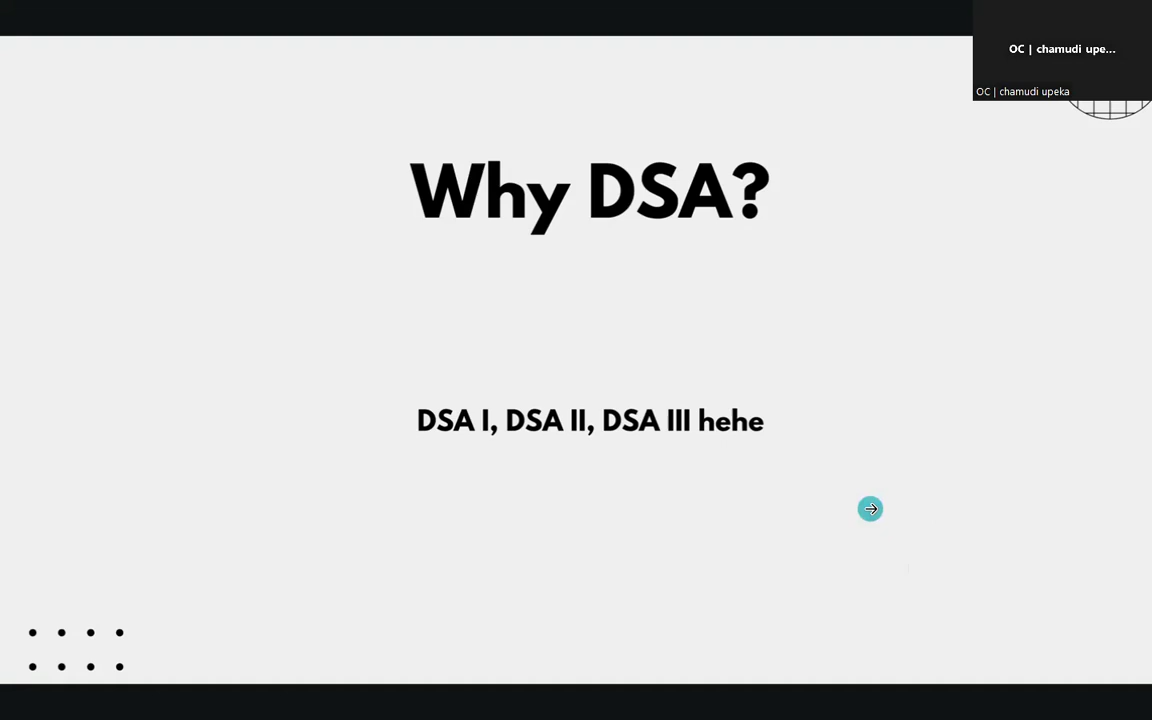 OC | chamudi upe...
OC | chamudi upeka
Why DSA?
DSA I, DSA II, DSA III hehe